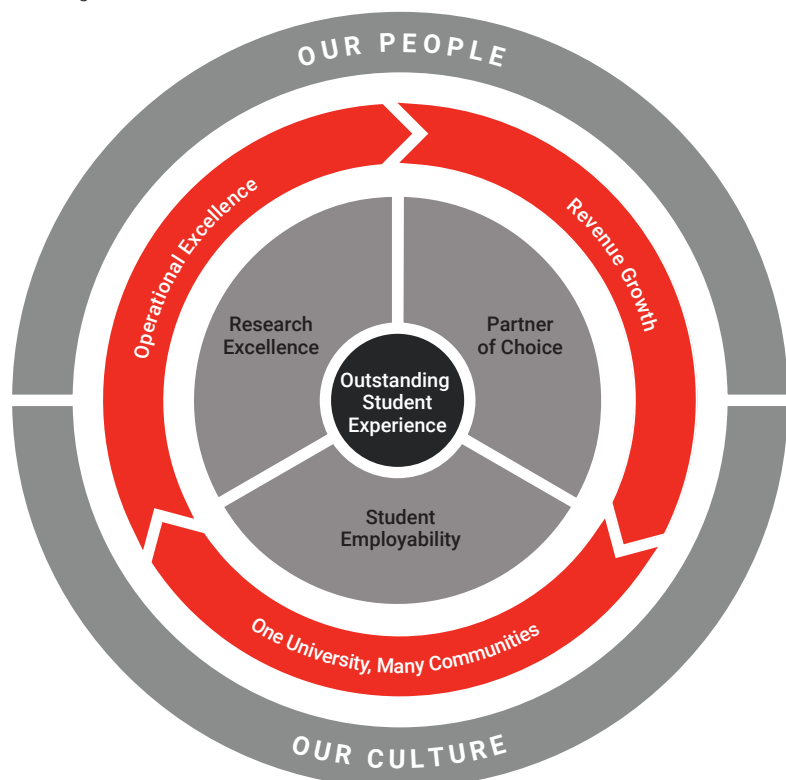 OUR PEOPLE
Operational Excellence
Revenue Growth
Research
Excellence
Partner
of Choice
Outstanding
Student
Experience
Student
Employability
One University, Many Communities
OUR CULTURE